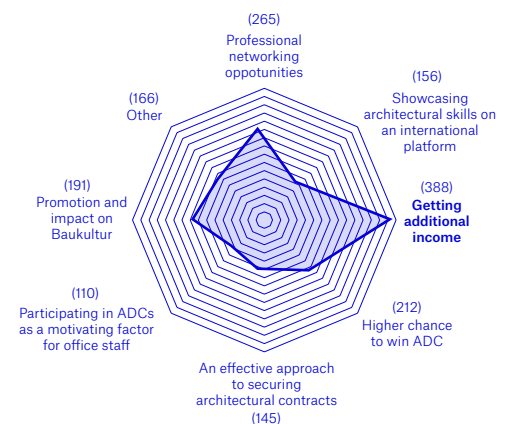 (265)
Professional
networking
oppotunities
(156)
Showcasing
architectural skills on
an international
platform
(388)
Getting
additional
income
(212)
Higher chance
to win ADC
An effective approach
to securing
architectural contracts
(145)
(110)
Participating in ADCs
as a motivating factor
for office staff
(191)
Promotion and
impact on
Baukultur
(166)
Other